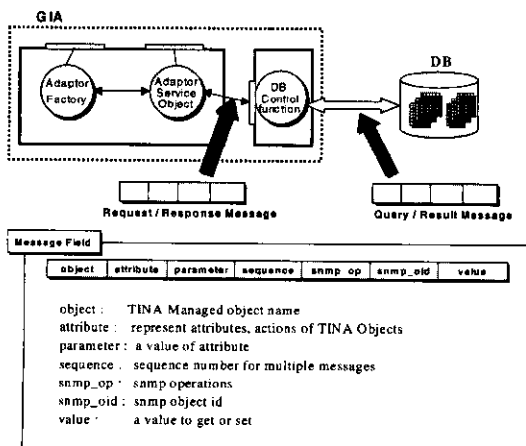 GIA
Adaptor
Factory
Adaptor
Service
Object
DB
Control
function
DB
Request / Response Message
Query / Result Message
Message Field
object attribute parameter sequence snmp_op snmp_oid value
object : TINA Managed object name
attribute : represent attributes, actions of TINA Objects
parameter : a value of attribute
sequence : sequence number for multiple messages
snmp_op : snmp operations
snmp_oid : snmp object id
value : a value to get or set